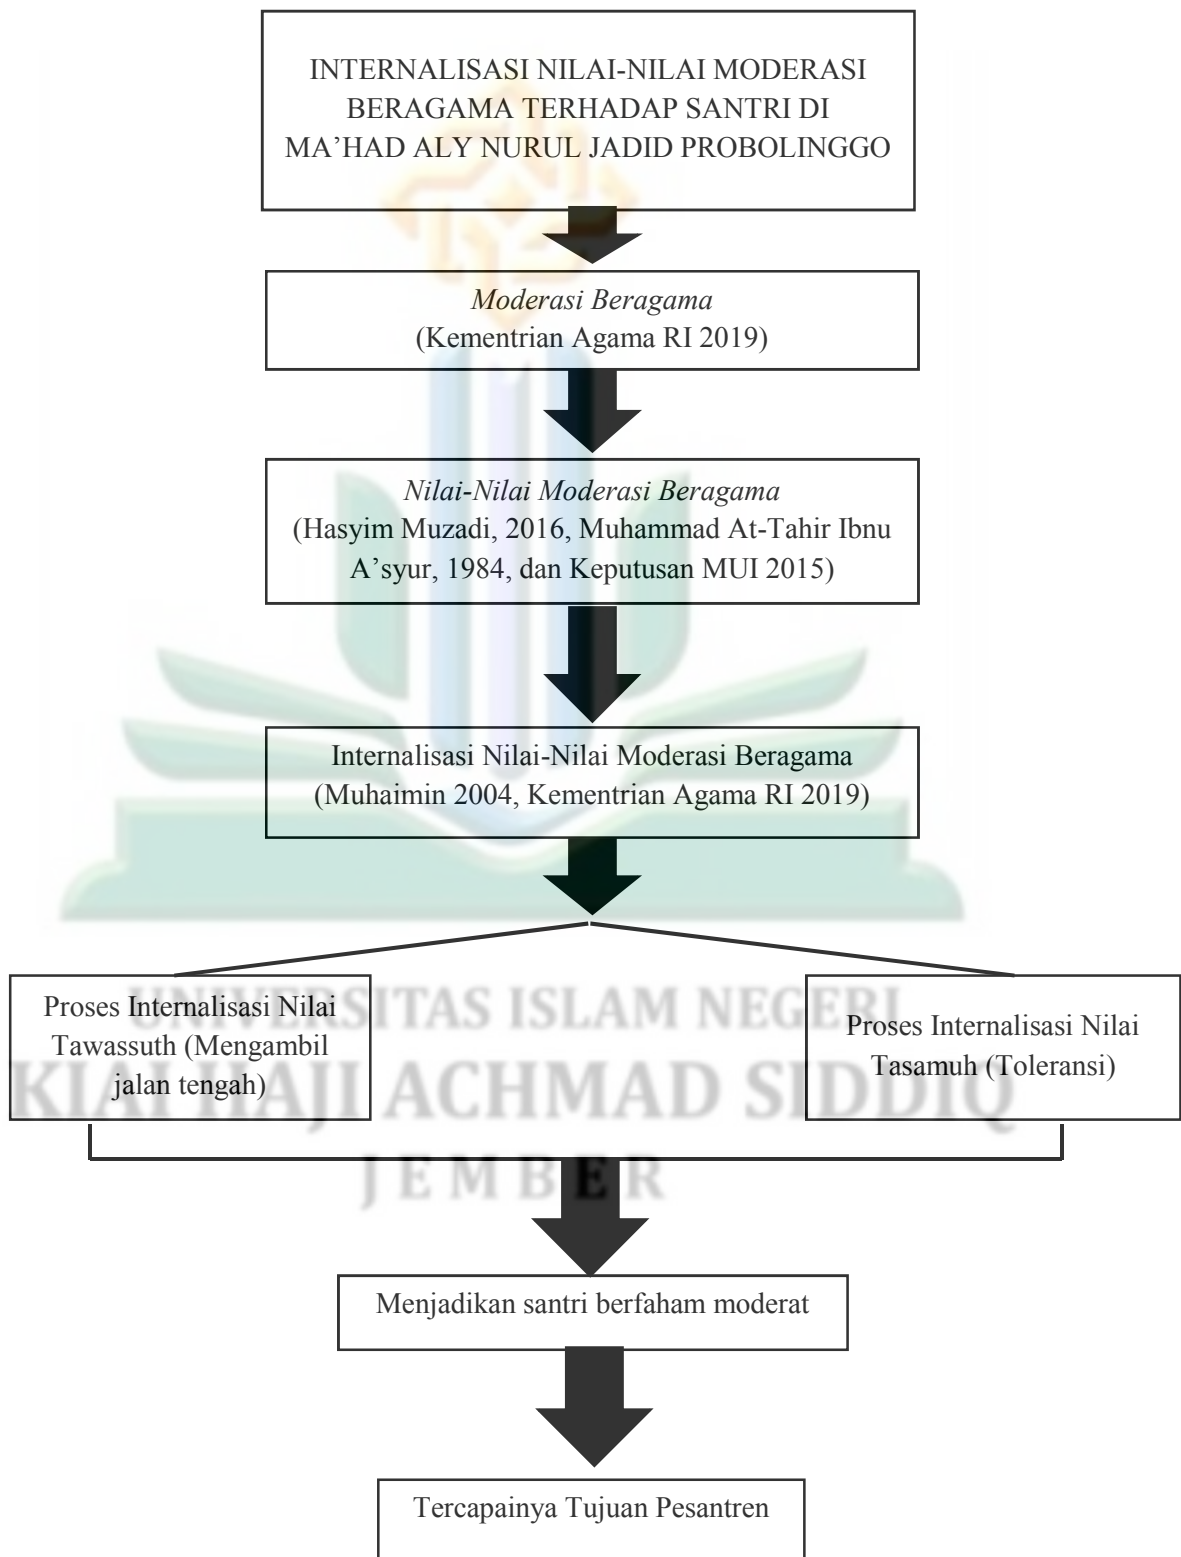 INTERNALISASI NILAI-NILAI MODERASI
BERAGAMA TERHADAP SANTRI DI
MA’HAD ALY NURUL JADID PROBOLINGGO
Moderasi Beragama
(Kementrian Agama RI 2019)
Nilai-Nilai Moderasi Beragama
(Hasyim Muzadi, 2016, Muhammad At-Tahir Ibnu
A’syur, 1984, dan Keputusan MUI 2015)
Internalisasi Nilai-Nilai Moderasi Beragama
(Muhaimin 2004, Kementrian Agama RI 2019)
Proses Internalisasi Nilai
Tawassuth (Mengambil
jalan tengah)
Proses Internalisasi Nilai
Tasamuh (Toleransi)
UNIVERSITAS ISLAM NEGERI
KIAI HAJI ACHMAD SIDDIQ
JEMBER
Menjadikan santri berfaham moderat
Tercapainya Tujuan Pesantren